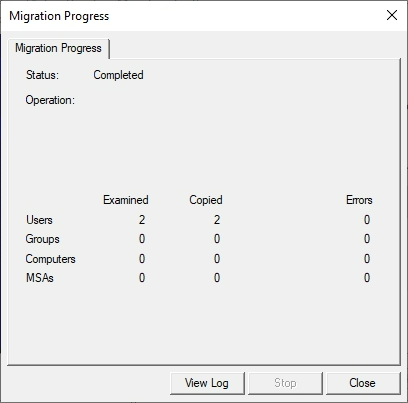 Migration Progress
Migration Progress
Status: Completed
Operation:
Examined Copied Errors
Users 2 2 0
Groups 0 0 0
Computers 0 0 0
MSAs 0 0 0
View Log Stop Close